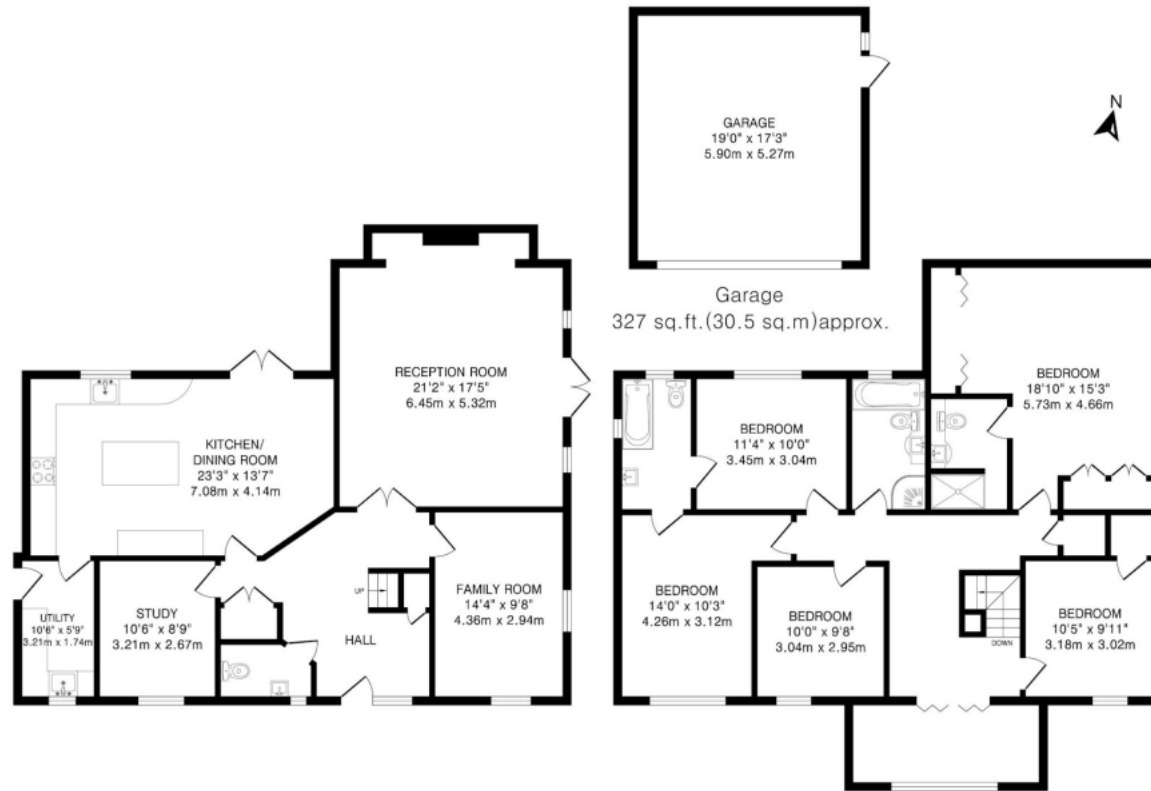 GARAGE
19'0" x 17'3"
5.90m x 5.27m
N
Garage
327 sq.ft.(30.5 sq.m)approx.
RECEPTION ROOM
21'2" x 17'5"
6.45m x 5.32m
KITCHEN/
DINING ROOM
23'3" x 13'7"
7.08m x 4.14m
UTILITY
10'6" x 5'9"
3.21m x 1.74m
STUDY
10'6" x 8'9"
3.21m x 2.67m
UP
HALL
FAMILY ROOM
14'4" x 9'8"
4.36m x 2.94m
BEDROOM
11'4" x 10'0"
3.45m x 3.04m
BEDROOM
18'10" x 15'3"
5.73m x 4.66m
BEDROOM
14'0" x 10'3"
4.26m x 3.12m
BEDROOM
10'0" x 9'8"
3.04m x 2.95m
DOWN
BEDROOM
10'5" x 9'11"
3.18m x 3.02m